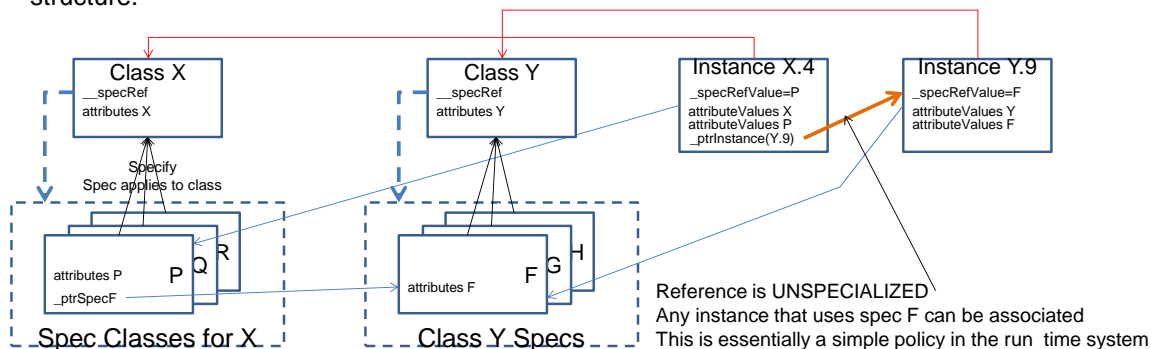 structure.
Class X
__specRef
attributes X
Class Y
__specRef
attributes Y
Instance X.4
_specRefValue=P
attributeValues X
attributeValues P
_ptrInstance(Y.9)
Instance Y.9
_specRefValue=F
attributeValues Y
attributeValues F
Specify
Spec applies to class
attributes P
_ptrSpecF
P
Q
R
Spec Classes for X
attributes F
F
G
H
Class Y Specs
Reference is UNSPECIALIZED
Any instance that uses spec F can be associated
This is essentially a simple policy in the run time system